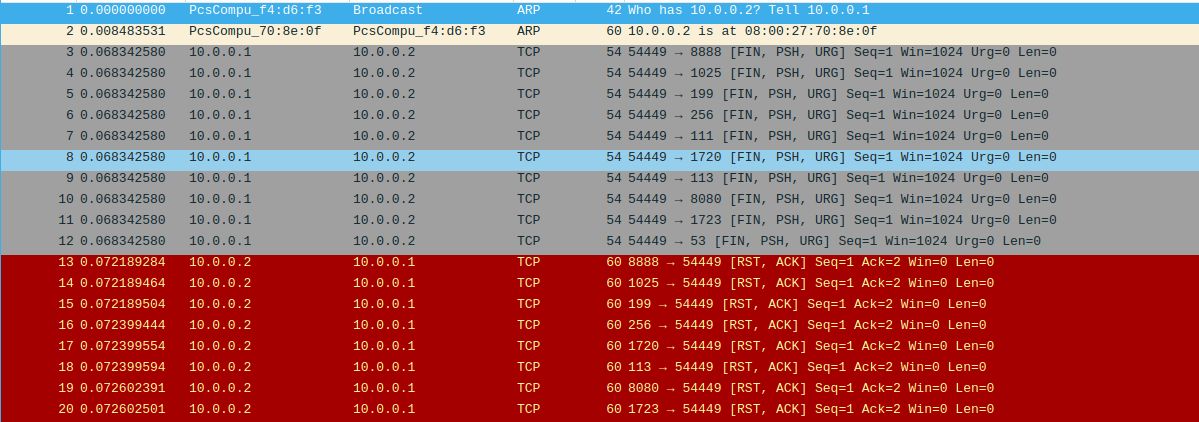 1 0.000000000 PcsCompu_f4:d6:f3 Broadcast ARP 42 Who has 10.0.0.2? Tell 10.0.0.1
2 0.008483531 PcsCompu_70:8e:0f PcsCompu_f4:d6:f3 ARP 60 10.0.0.2 is at 08:00:27:70:8e:0f
3 0.068342580 10.0.0.1 10.0.0.2 TCP 54 54449 → 8888 [FIN, PSH, URG] Seq=1 Win=1024 Urg=0 Len=0
4 0.068342580 10.0.0.1 10.0.0.2 TCP 54 54449 → 1025 [FIN, PSH, URG] Seq=1 Win=1024 Urg=0 Len=0
5 0.068342580 10.0.0.1 10.0.0.2 TCP 54 54449 → 199 [FIN, PSH, URG] Seq=1 Win=1024 Urg=0 Len=0
6 0.068342580 10.0.0.1 10.0.0.2 TCP 54 54449 → 256 [FIN, PSH, URG] Seq=1 Win=1024 Urg=0 Len=0
7 0.068342580 10.0.0.1 10.0.0.2 TCP 54 54449 → 111 [FIN, PSH, URG] Seq=1 Win=1024 Urg=0 Len=0
8 0.068342580 10.0.0.1 10.0.0.2 TCP 54 54449 → 1720 [FIN, PSH, URG] Seq=1 Win=1024 Urg=0 Len=0
9 0.068342580 10.0.0.1 10.0.0.2 TCP 54 54449 → 113 [FIN, PSH, URG] Seq=1 Win=1024 Urg=0 Len=0
10 0.068342580 10.0.0.1 10.0.0.2 TCP 54 54449 → 8080 [FIN, PSH, URG] Seq=1 Win=1024 Urg=0 Len=0
11 0.068342580 10.0.0.1 10.0.0.2 TCP 54 54449 → 1723 [FIN, PSH, URG] Seq=1 Win=1024 Urg=0 Len=0
12 0.068342580 10.0.0.1 10.0.0.2 TCP 54 54449 → 53 [FIN, PSH, URG] Seq=1 Win=1024 Urg=0 Len=0
13 0.072189284 10.0.0.2 10.0.0.1 TCP 60 8888 → 54449 [RST, ACK] Seq=1 Ack=2 Win=0 Len=0
14 0.072189464 10.0.0.2 10.0.0.1 TCP 60 1025 → 54449 [RST, ACK] Seq=1 Ack=2 Win=0 Len=0
15 0.072189504 10.0.0.2 10.0.0.1 TCP 60 199 → 54449 [RST, ACK] Seq=1 Ack=2 Win=0 Len=0
16 0.072399444 10.0.0.2 10.0.0.1 TCP 60 256 → 54449 [RST, ACK] Seq=1 Ack=2 Win=0 Len=0
17 0.072399554 10.0.0.2 10.0.0.1 TCP 60 1720 → 54449 [RST, ACK] Seq=1 Ack=2 Win=0 Len=0
18 0.072399594 10.0.0.2 10.0.0.1 TCP 60 113 → 54449 [RST, ACK] Seq=1 Ack=2 Win=0 Len=0
19 0.072602391 10.0.0.2 10.0.0.1 TCP 60 8080 → 54449 [RST, ACK] Seq=1 Ack=2 Win=0 Len=0
20 0.072602501 10.0.0.2 10.0.0.1 TCP 60 1723 → 54449 [RST, ACK] Seq=1 Ack=2 Win=0 Len=0